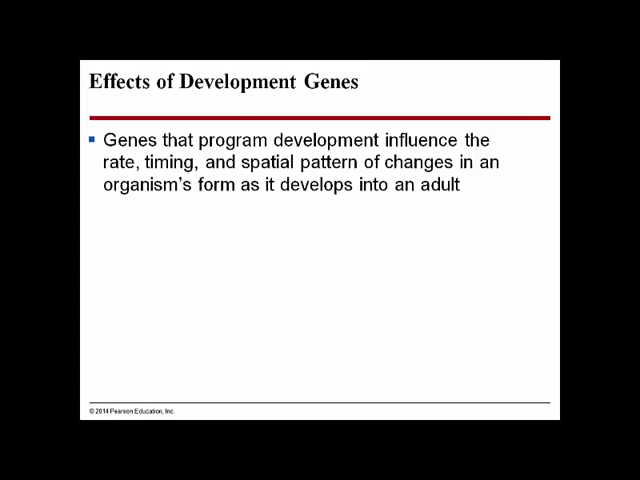 Effects of Development Genes
Genes that program development influence the
rate, timing, and spatial pattern of changes in an
organism's form as it develops into an adult
© 2014 Pearson Education, Inc.